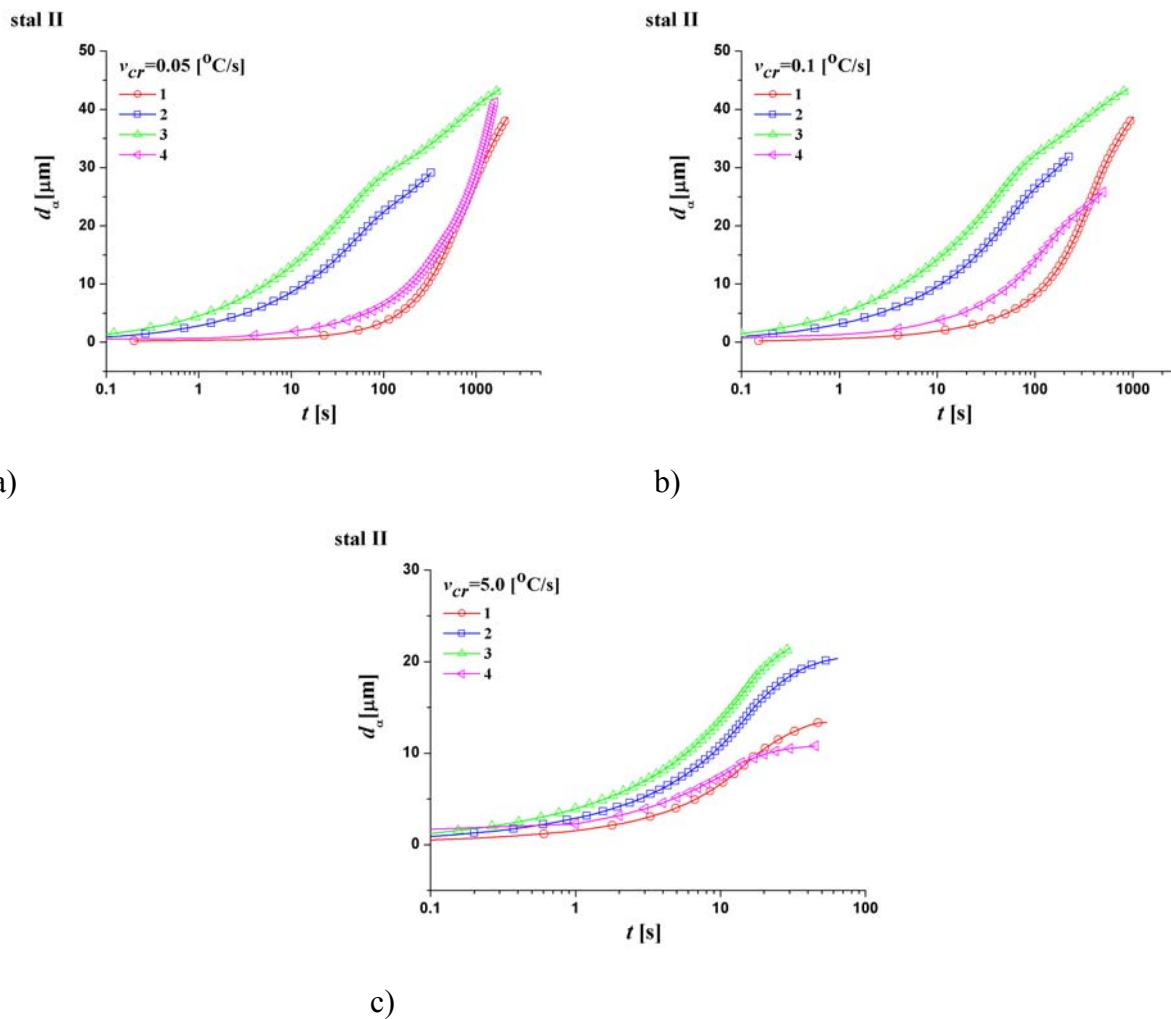 stal II
v_cr=0.05 [°C/s]
1
2
3
4
d_α[μm]
50
40
30
20
10
0
0.1 1 10 100 1000
t [s]
a)
stal II
v_cr=0.1 [°C/s]
1
2
3
4
d_α[μm]
50
40
30
20
10
0
0.1 1 10 100 1000
t [s]
b)
stal II
v_cr=5.0 [°C/s]
1
2
3
4
d_α[μm]
30
20
10
0
0.1 1 10 100
t [s]
c)